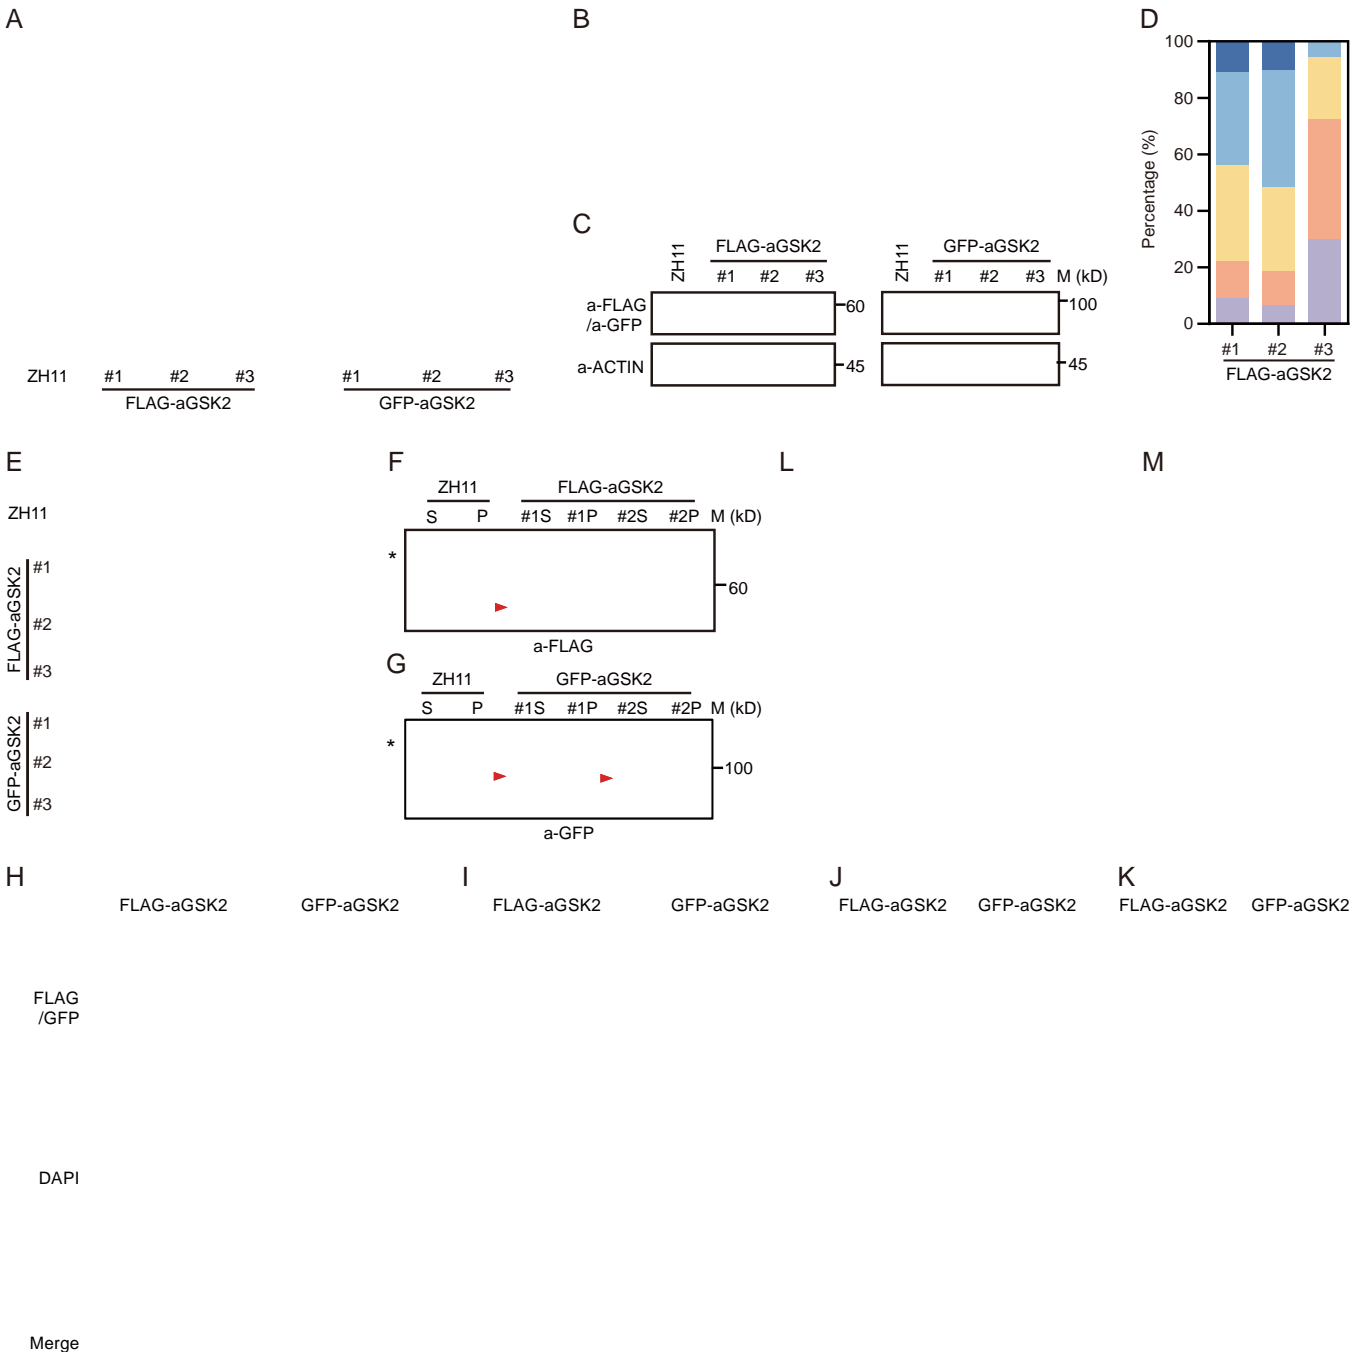 A
B
D
100
80
60
40
20
0
Percentage (%)
#1 #2 #3
FLAG-aGSK2
C
ZH11
FLAG-aGSK2
#1 #2 #3
ZH11
GFP-aGSK2
#1 #2 #3 M (kD)
a-FLAG
/a-GFP
60
100
a-ACTIN
45
45
ZH11 #1 #2 #3 #1 #2 #3
FLAG-aGSK2 GFP-aGSK2
E
ZH11
FLAG-aGSK2
#1
#2
#3
GFP-aGSK2
#1
#2
#3
F
ZH11 FLAG-aGSK2
S P #1S #1P #2S #2P M (kD)
*
60
a-FLAG
G
ZH11 GFP-aGSK2
S P #1S #1P #2S #2P M (kD)
*
100
a-GFP
L
M
H
FLAG-aGSK2 GFP-aGSK2
I
FLAG-aGSK2 GFP-aGSK2
J
FLAG-aGSK2 GFP-aGSK2
K
FLAG-aGSK2 GFP-aGSK2
FLAG
/GFP
DAPI
Merge